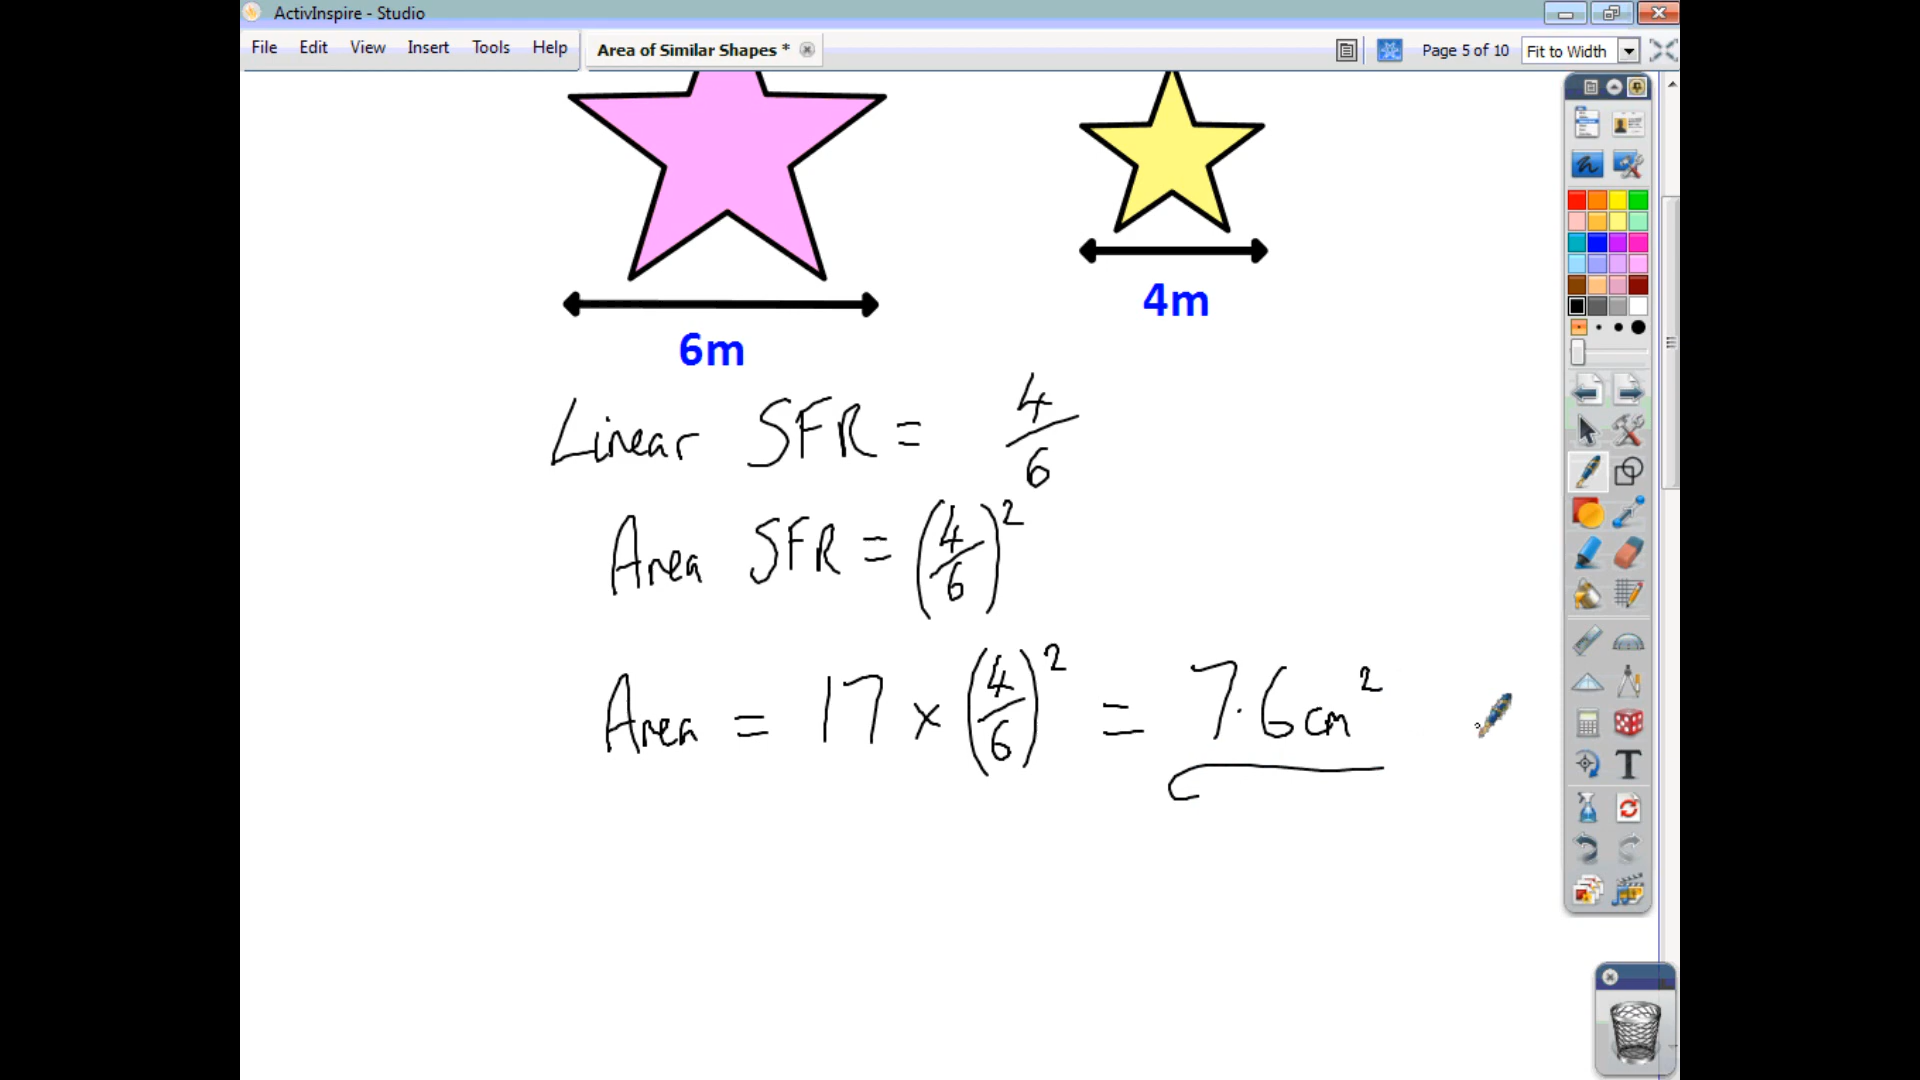 ActivInspire - Studio
File Edit View Insert Tools Help
Area of Similar Shapes *
Page 5 of 10
Fit to Width
4m
6m
Linear SFR = 4/6
Area SFR = (4/6)²
Area = 17 × (4/6)² = 7.6cm²
T